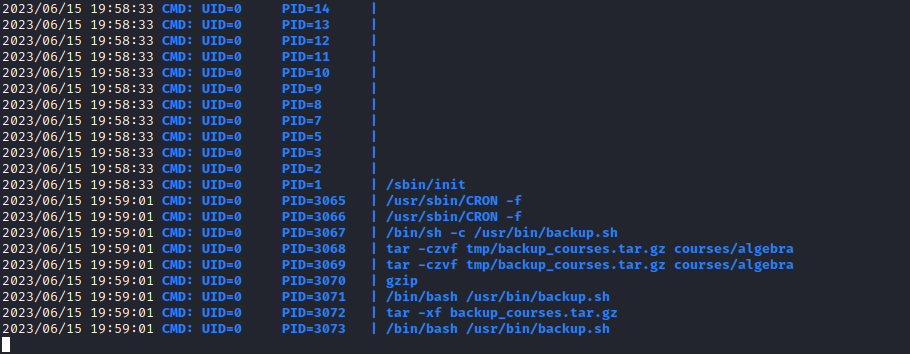 2023/06/15 19:58:33 CMD: UID=0     PID=14     |
2023/06/15 19:58:33 CMD: UID=0     PID=13     |
2023/06/15 19:58:33 CMD: UID=0     PID=12     |
2023/06/15 19:58:33 CMD: UID=0     PID=11     |
2023/06/15 19:58:33 CMD: UID=0     PID=10     |
2023/06/15 19:58:33 CMD: UID=0     PID=9      |
2023/06/15 19:58:33 CMD: UID=0     PID=8      |
2023/06/15 19:58:33 CMD: UID=0     PID=7      |
2023/06/15 19:58:33 CMD: UID=0     PID=5      |
2023/06/15 19:58:33 CMD: UID=0     PID=3      |
2023/06/15 19:58:33 CMD: UID=0     PID=2      |
2023/06/15 19:58:33 CMD: UID=0     PID=1      | /sbin/init
2023/06/15 19:59:01 CMD: UID=0     PID=3065   | /usr/sbin/CRON -f
2023/06/15 19:59:01 CMD: UID=0     PID=3066   | /usr/sbin/CRON -f
2023/06/15 19:59:01 CMD: UID=0     PID=3067   | /bin/sh -c /usr/bin/backup.sh
2023/06/15 19:59:01 CMD: UID=0     PID=3068   | tar -czvf tmp/backup_courses.tar.gz courses/algebra
2023/06/15 19:59:01 CMD: UID=0     PID=3069   | tar -czvf tmp/backup_courses.tar.gz courses/algebra
2023/06/15 19:59:01 CMD: UID=0     PID=3070   | gzip
2023/06/15 19:59:01 CMD: UID=0     PID=3071   | /bin/bash /usr/bin/backup.sh
2023/06/15 19:59:01 CMD: UID=0     PID=3072   | tar -xf backup_courses.tar.gz
2023/06/15 19:59:01 CMD: UID=0     PID=3073   | /bin/bash /usr/bin/backup.sh